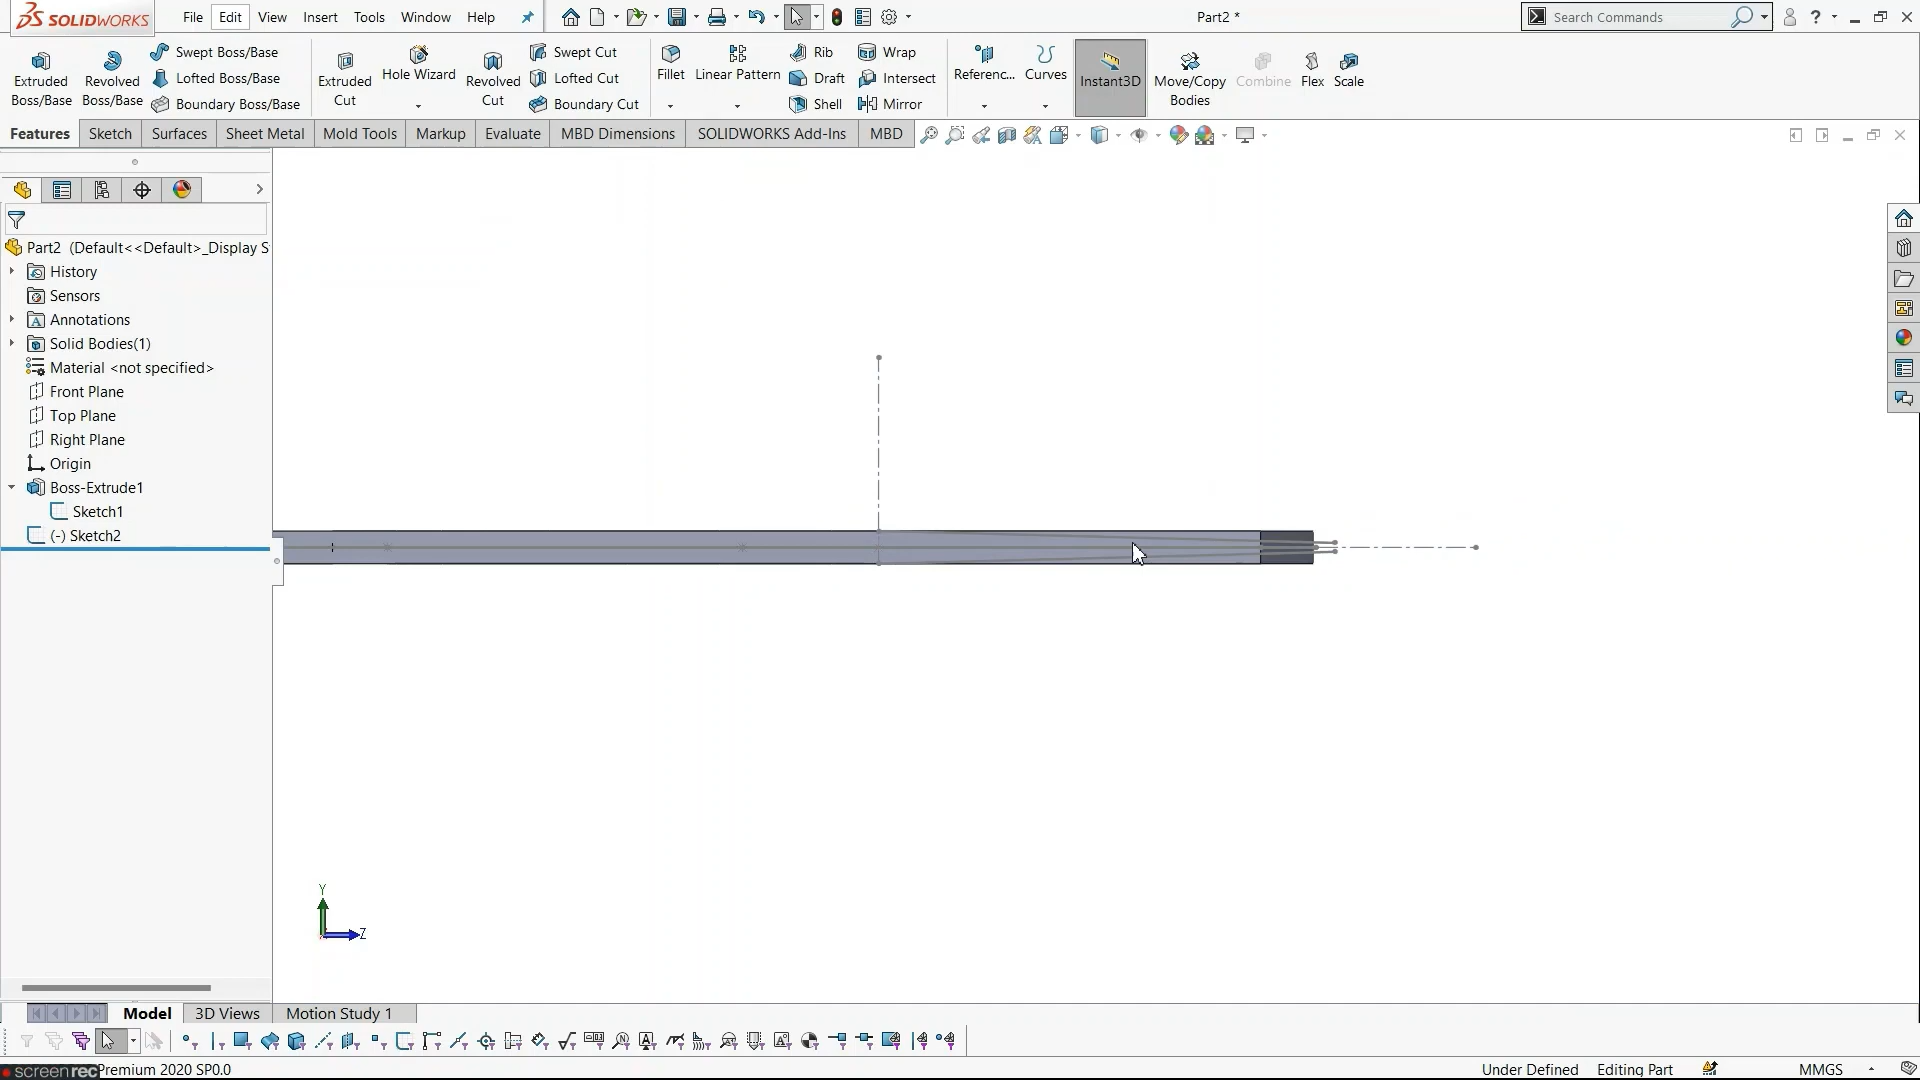 SOLIDWORKS File Edit View Insert Tools Window Help Part2 * Search Commands
Extruded Boss/Base
Revolved Boss/Base
Swept Boss/Base
Lofted Boss/Base
Boundary Boss/Base
Extruded Cut
Hole Wizard
Revolved Cut
Swept Cut
Lofted Cut
Boundary Cut
Fillet
Linear Pattern
Rib
Draft
Shell
Wrap
Intersect
Mirror
Referenc...
Curves
Instant3D
Move/Copy Bodies
Combine
Flex
Scale
Features Sketch Surfaces Sheet Metal Mold Tools Markup Evaluate MBD Dimensions SOLIDWORKS Add-Ins MBD
Part2 (Default<<Default>_Display S
History
Sensors
Annotations
Solid Bodies(1)
Material <not specified>
Front Plane
Top Plane
Right Plane
Origin
Boss-Extrude1
Sketch1
(-) Sketch2
Y
Z
Model 3D Views Motion Study 1
screenrec Premium 2020 SP0.0 Under Defined Editing Part MMGS